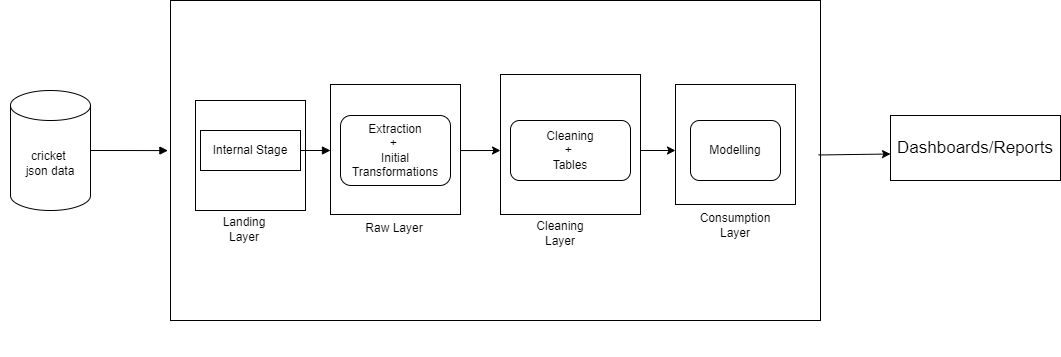 cricket
json data
Internal Stage
Landing
Layer
Extraction
+
Initial
Transformations
Raw Layer
Cleaning
+
Tables
Cleaning
Layer
Modelling
Consumption
Layer
Dashboards/Reports